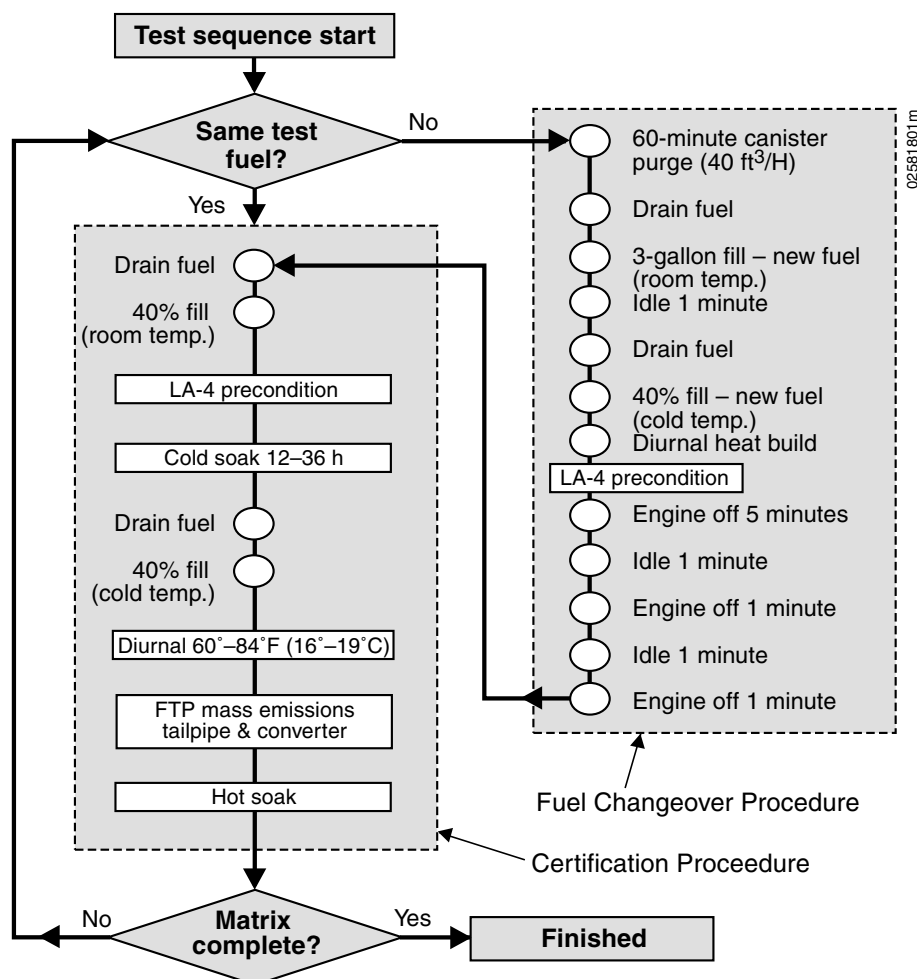 Test sequence start
Same test
fuel?
No
Yes
Drain fuel
40% fill
(room temp.)
LA-4 precondition
Cold soak 12–36 h
Drain fuel
40% fill
(cold temp.)
Diurnal 60˚–84˚F (16˚–19˚C)
FTP mass emissions
tailpipe & converter
Hot soak
60-minute canister
purge (40 ft³/H)
Drain fuel
3-gallon fill – new fuel
(room temp.)
Idle 1 minute
Drain fuel
40% fill – new fuel
(cold temp.)
Diurnal heat build
LA-4 precondition
Engine off 5 minutes
Idle 1 minute
Engine off 1 minute
Idle 1 minute
Engine off 1 minute
02581801m
Fuel Changeover Procedure
Certification Proceedure
No
Matrix
complete?
Yes
Finished